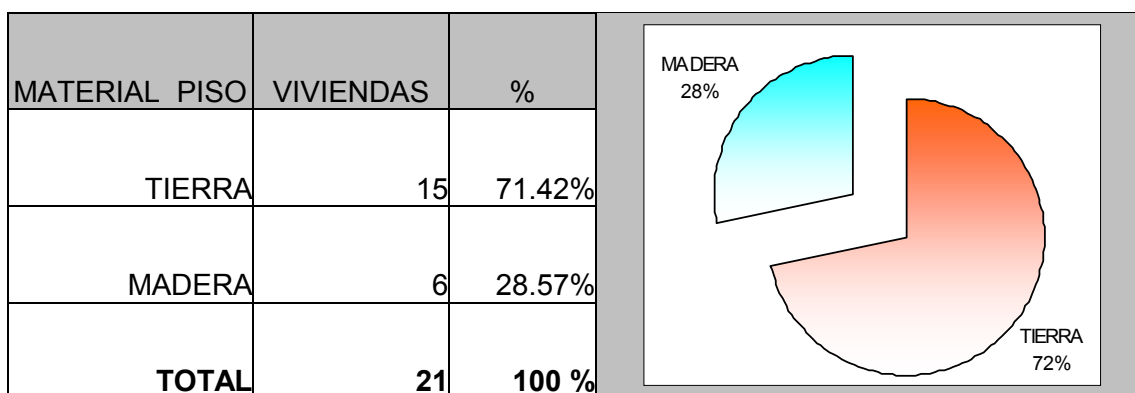 MATERIAL PISO VIVIENDAS %
TIERRA 15 71.42%
MADERA 6 28.57%
TOTAL 21 100 %
MADERA
28%
TIERRA
72%